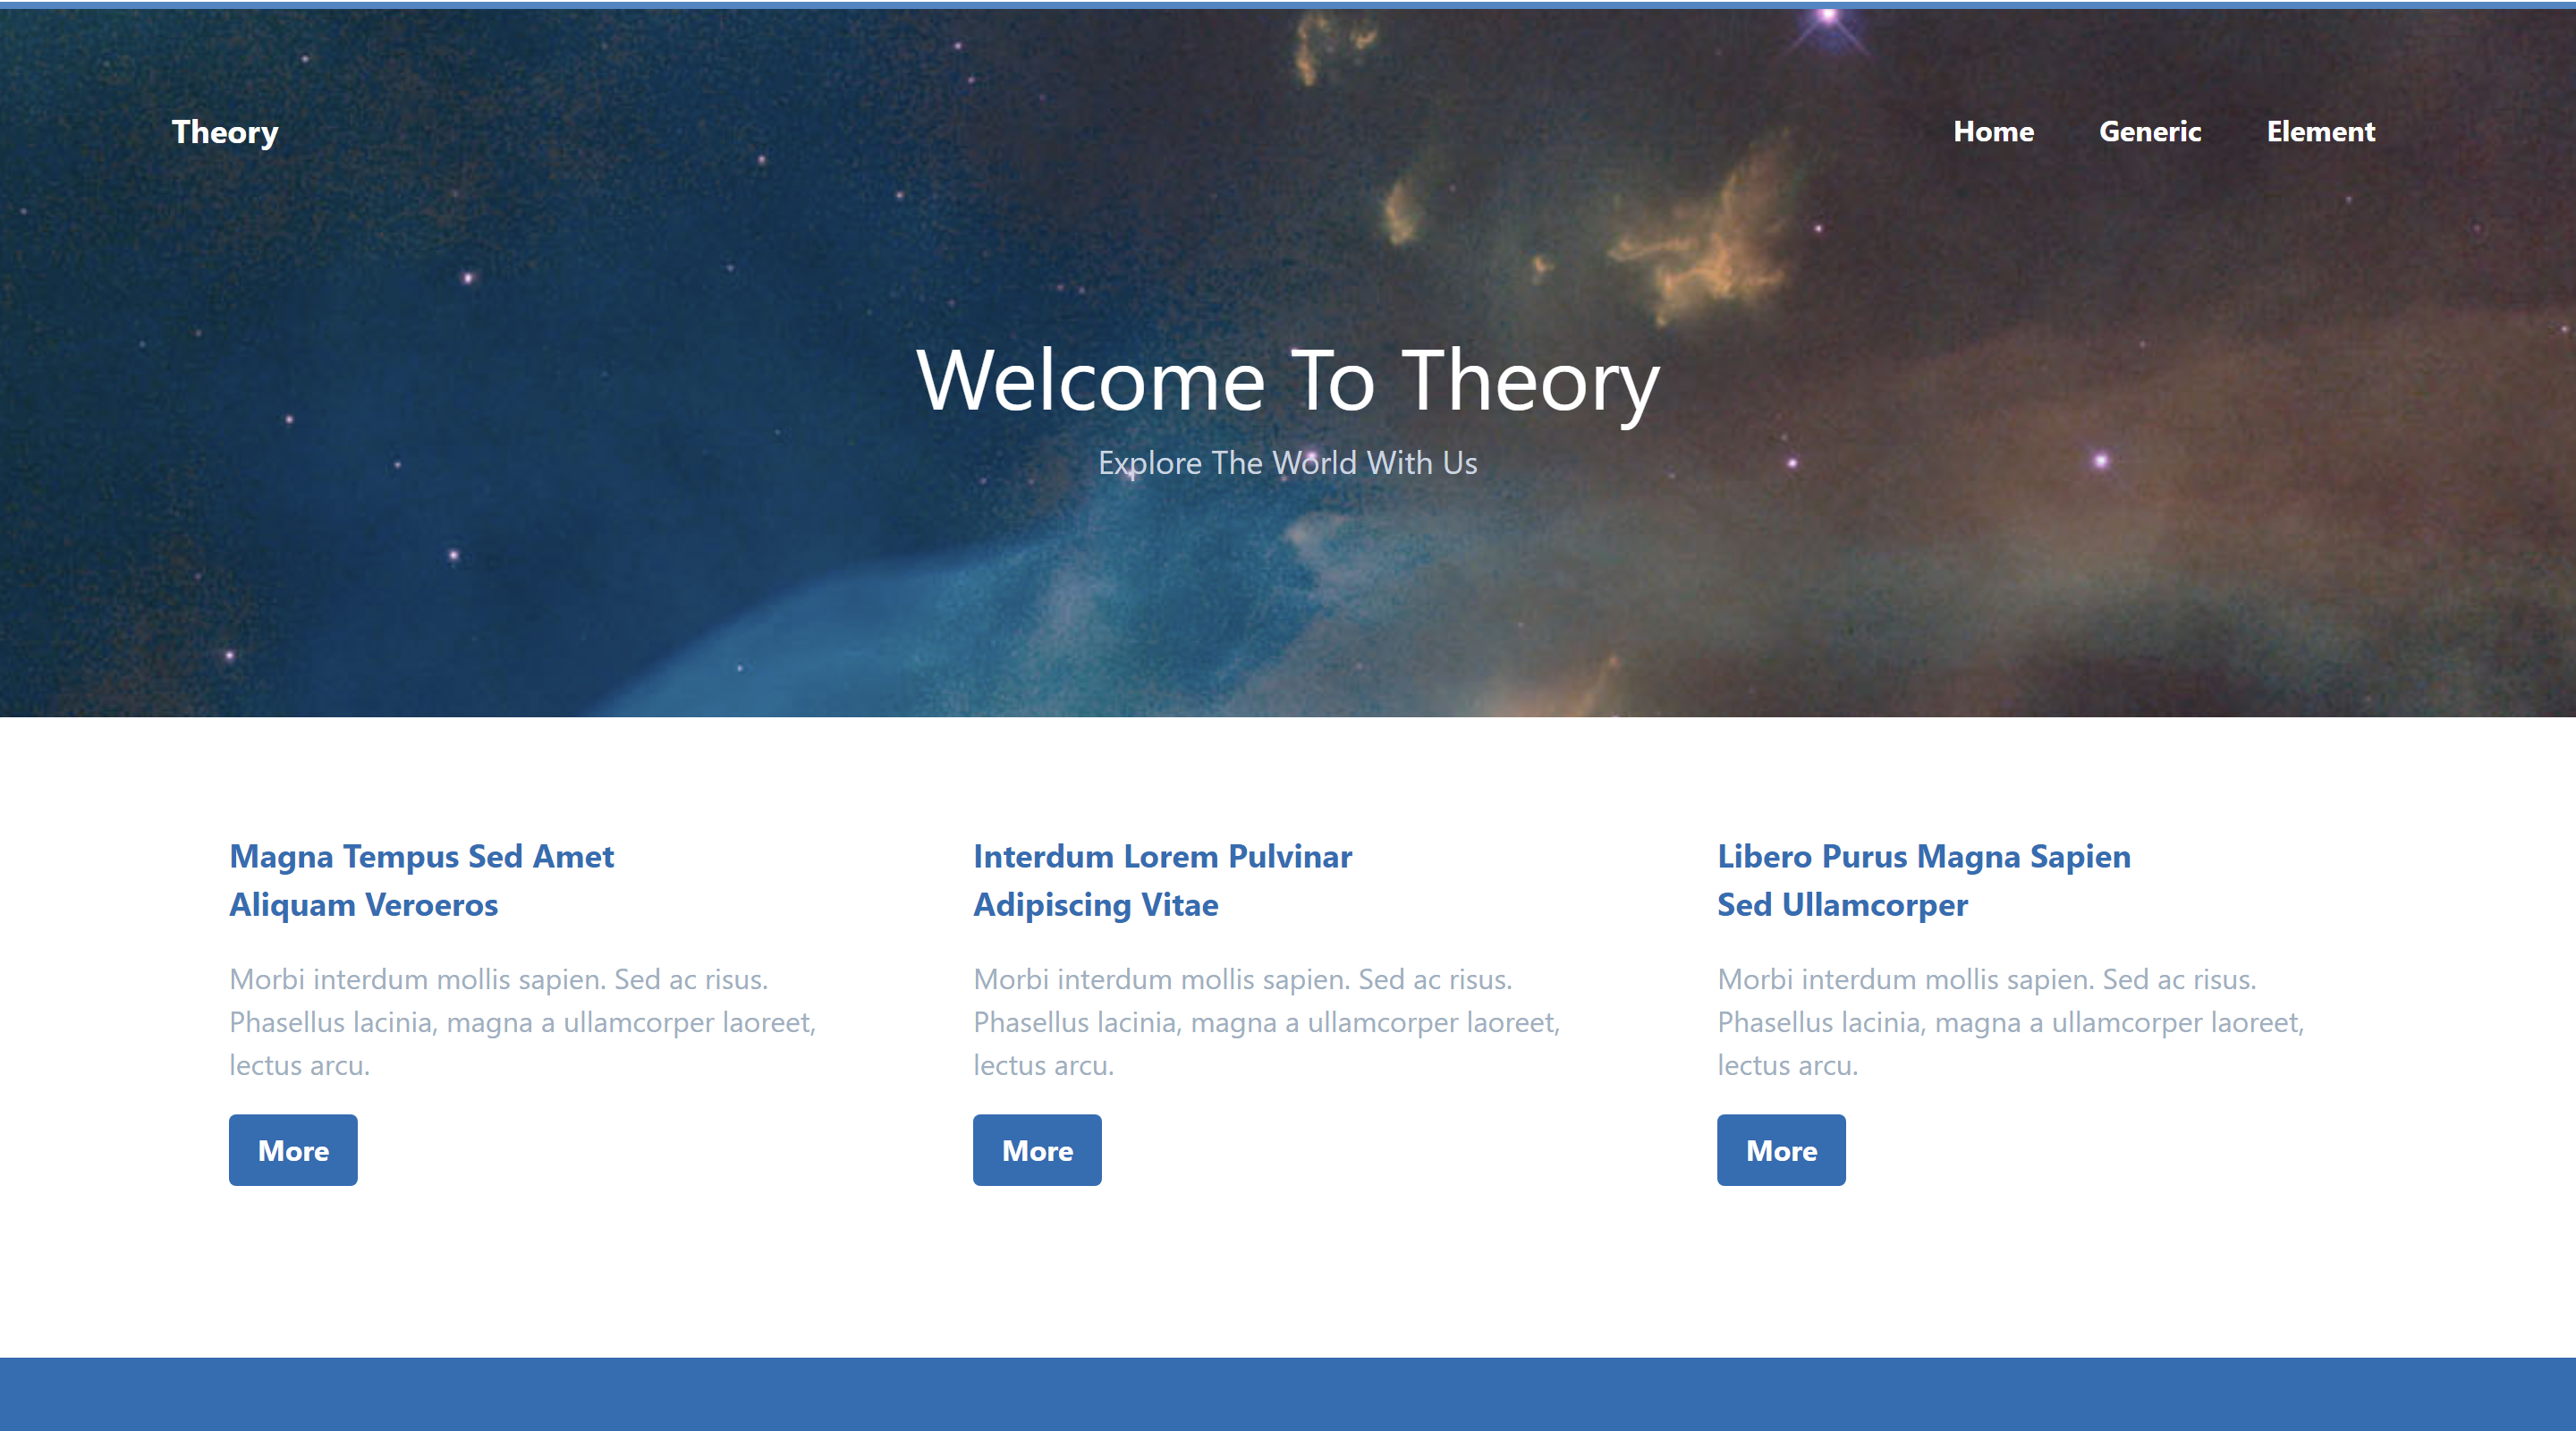 Theory
Home
Generic
Element
Welcome To Theory
Explore The World With Us
Magna Tempus Sed Amet
Aliquam Veroeros
Morbi interdum mollis sapien. Sed ac risus.
Phasellus lacinia, magna a ullamcorper laoreet,
lectus arcu.
More
Interdum Lorem Pulvinar
Adipiscing Vitae
Morbi interdum mollis sapien. Sed ac risus.
Phasellus lacinia, magna a ullamcorper laoreet,
lectus arcu.
More
Libero Purus Magna Sapien
Sed Ullamcorper
Morbi interdum mollis sapien. Sed ac risus.
Phasellus lacinia, magna a ullamcorper laoreet,
lectus arcu.
More